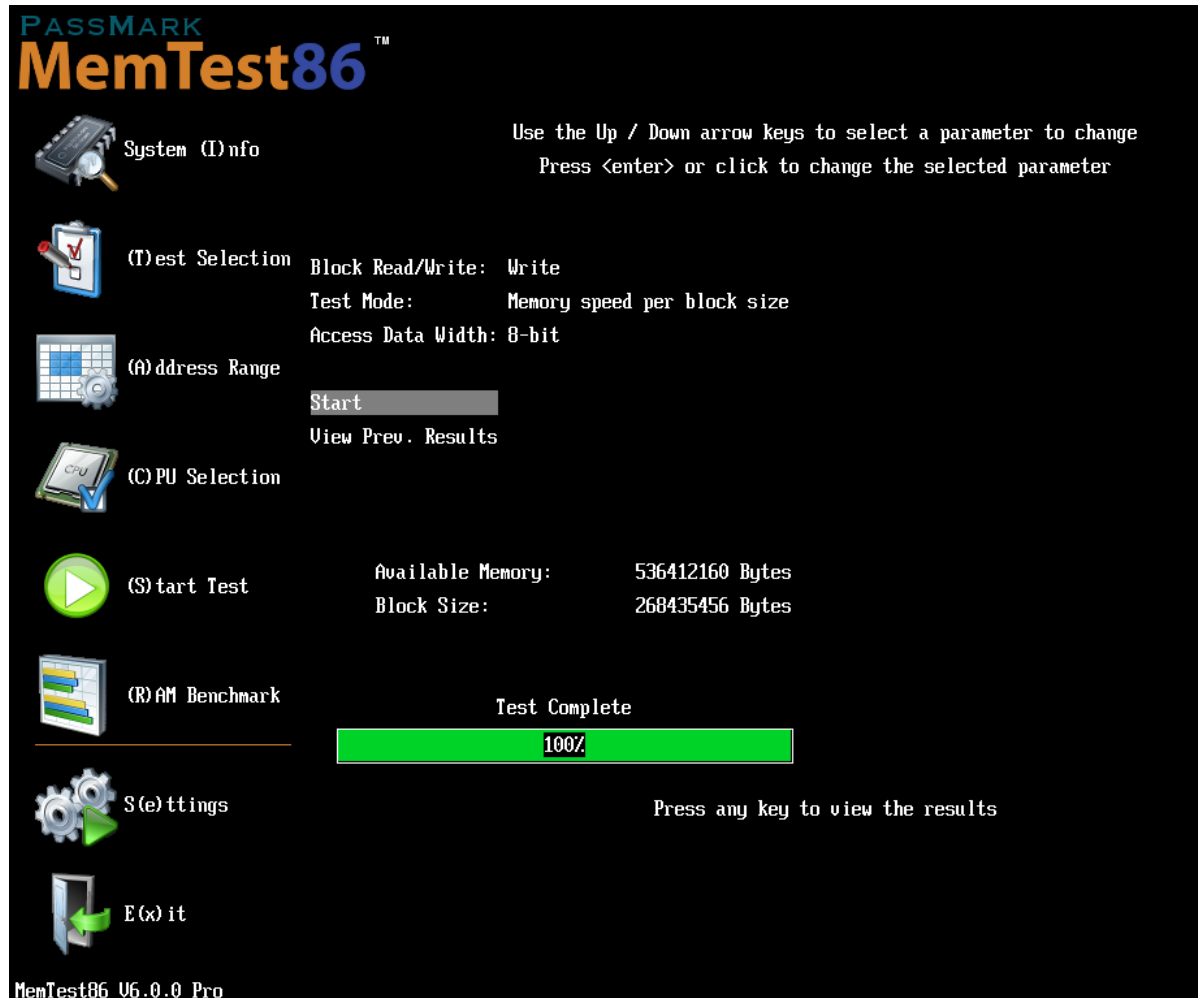 PASSMARK
MemTest86™
System (I)nfo
Use the Up / Down arrow keys to select a parameter to change
Press <enter> or click to change the selected parameter
(T)est Selection
Block Read/Write: Write
Test Mode: Memory speed per block size
Access Data Width: 8-bit
(A)ddress Range
Start
View Prev. Results
CPU
(C)PU Selection
(S)tart Test
Available Memory: 536412160 Bytes
Block Size: 268435456 Bytes
(R)AM Benchmark
Test Complete
100%
S(e)ttings
Press any key to view the results
E(x)it
MemTest86 V6.0.0 Pro